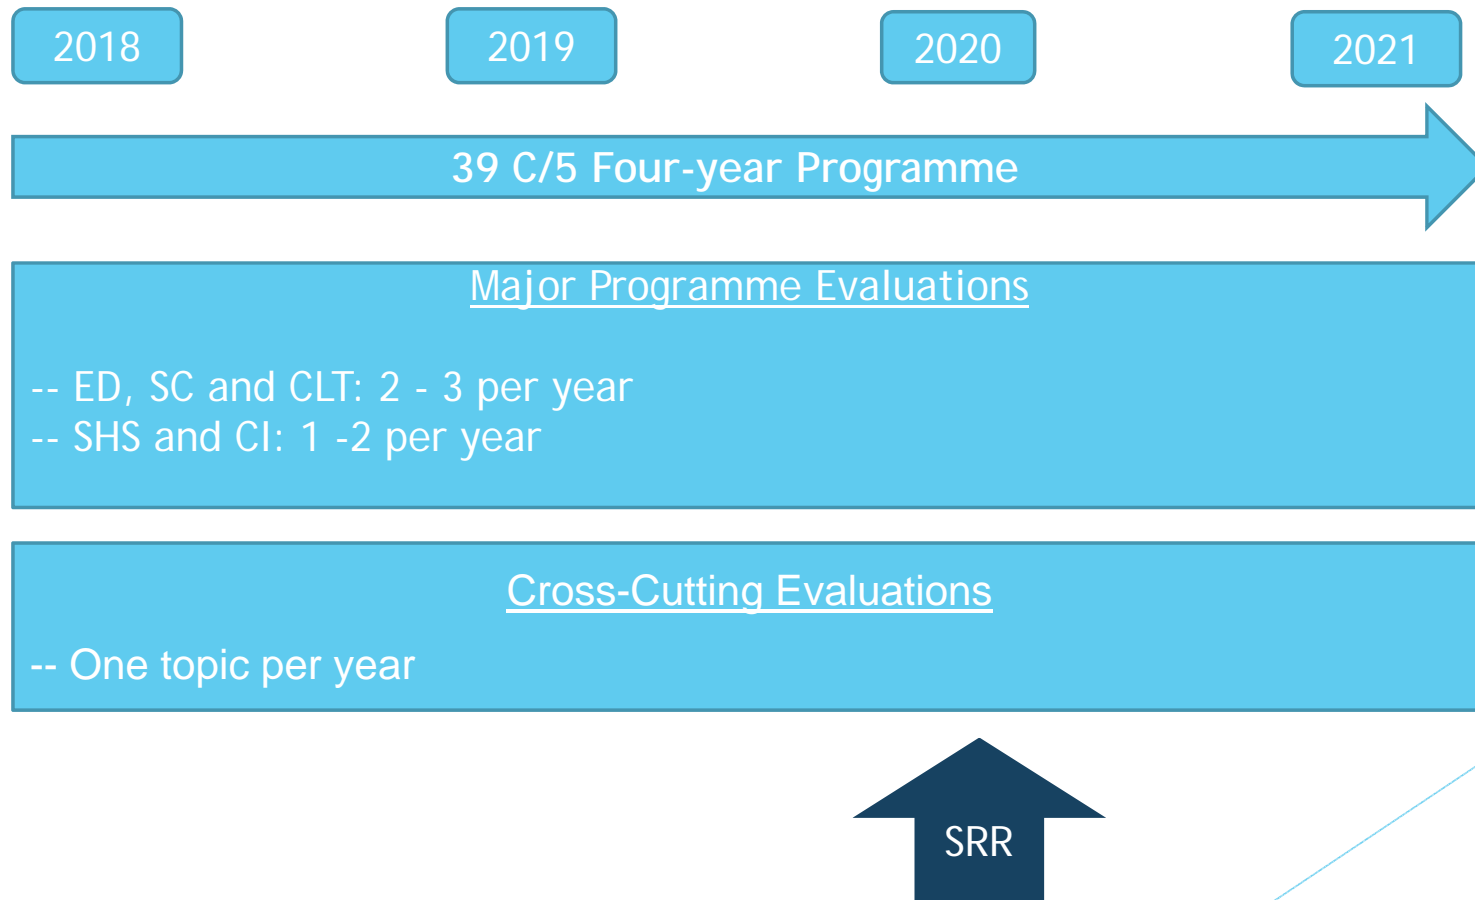 2018
2019
2020
2021
39 C/5 Four-year Programme
Major Programme Evaluations
-- ED, SC and CLT: 2 - 3 per year
-- SHS and CI: 1 -2 per year
Cross-Cutting Evaluations
-- One topic per year
SRR